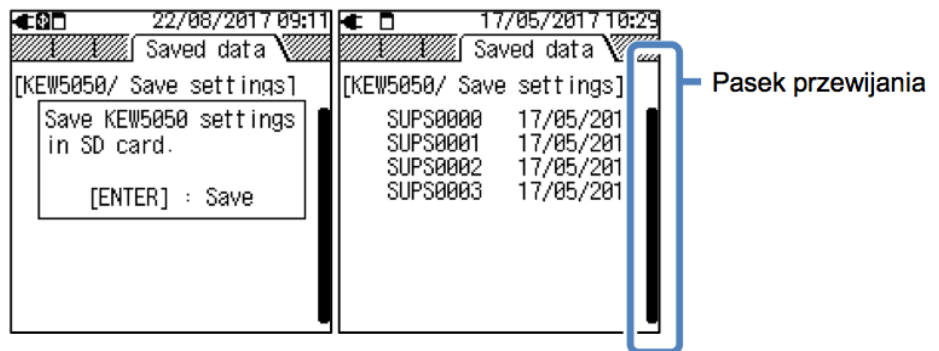 22/08/2017 09:11
Saved data
[KEW5050/ Save settings]
Save KEW5050 settings
in SD card.
[ENTER] : Save
17/05/2017 10:29
Saved data
[KEW5050/ Save settings]
SUPS0000 17/05/201
SUPS0001 17/05/201
SUPS0002 17/05/201
SUPS0003 17/05/201
Pasek przewijania